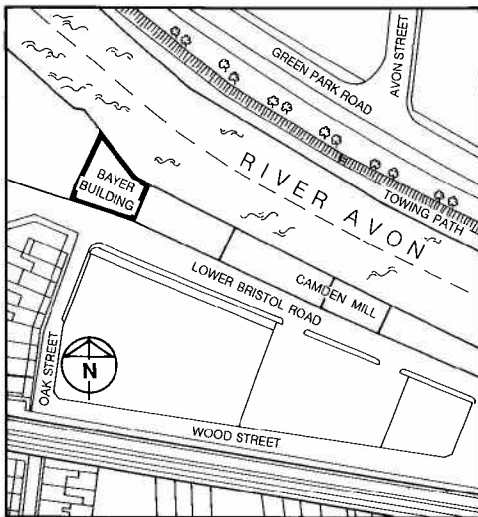 GREEN PARK ROAD
AVON STREET
RIVER AVON
TOWING PATH
BAYER
BUILDING
LOWER BRISTOL ROAD
CAMDEN MILL
OAK STREET
N
WOOD STREET